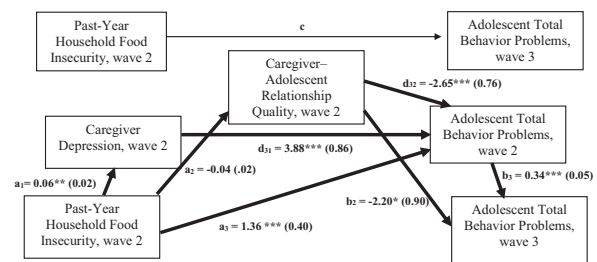 Past-Year
Household Food
Insecurity, wave 2
c
Adolescent Total
Behavior Problems,
wave 3
Caregiver–
Adolescent
Relationship
Quality, wave 2
d32 = -2.65*** (0.76)
Caregiver
Depression, wave 2
Adolescent Total
Behavior Problems,
wave 2
d31 = 3.88*** (0.86)
a1= 0.06** (0.02)
a2 = -0.04 (.02)
b3 = 0.34*** (0.05)
b2 = -2.20* (0.90)
Past-Year
Household Food
Insecurity, wave 2
a3 = 1.36 *** (0.40)
Adolescent Total
Behavior Problems,
wave 3